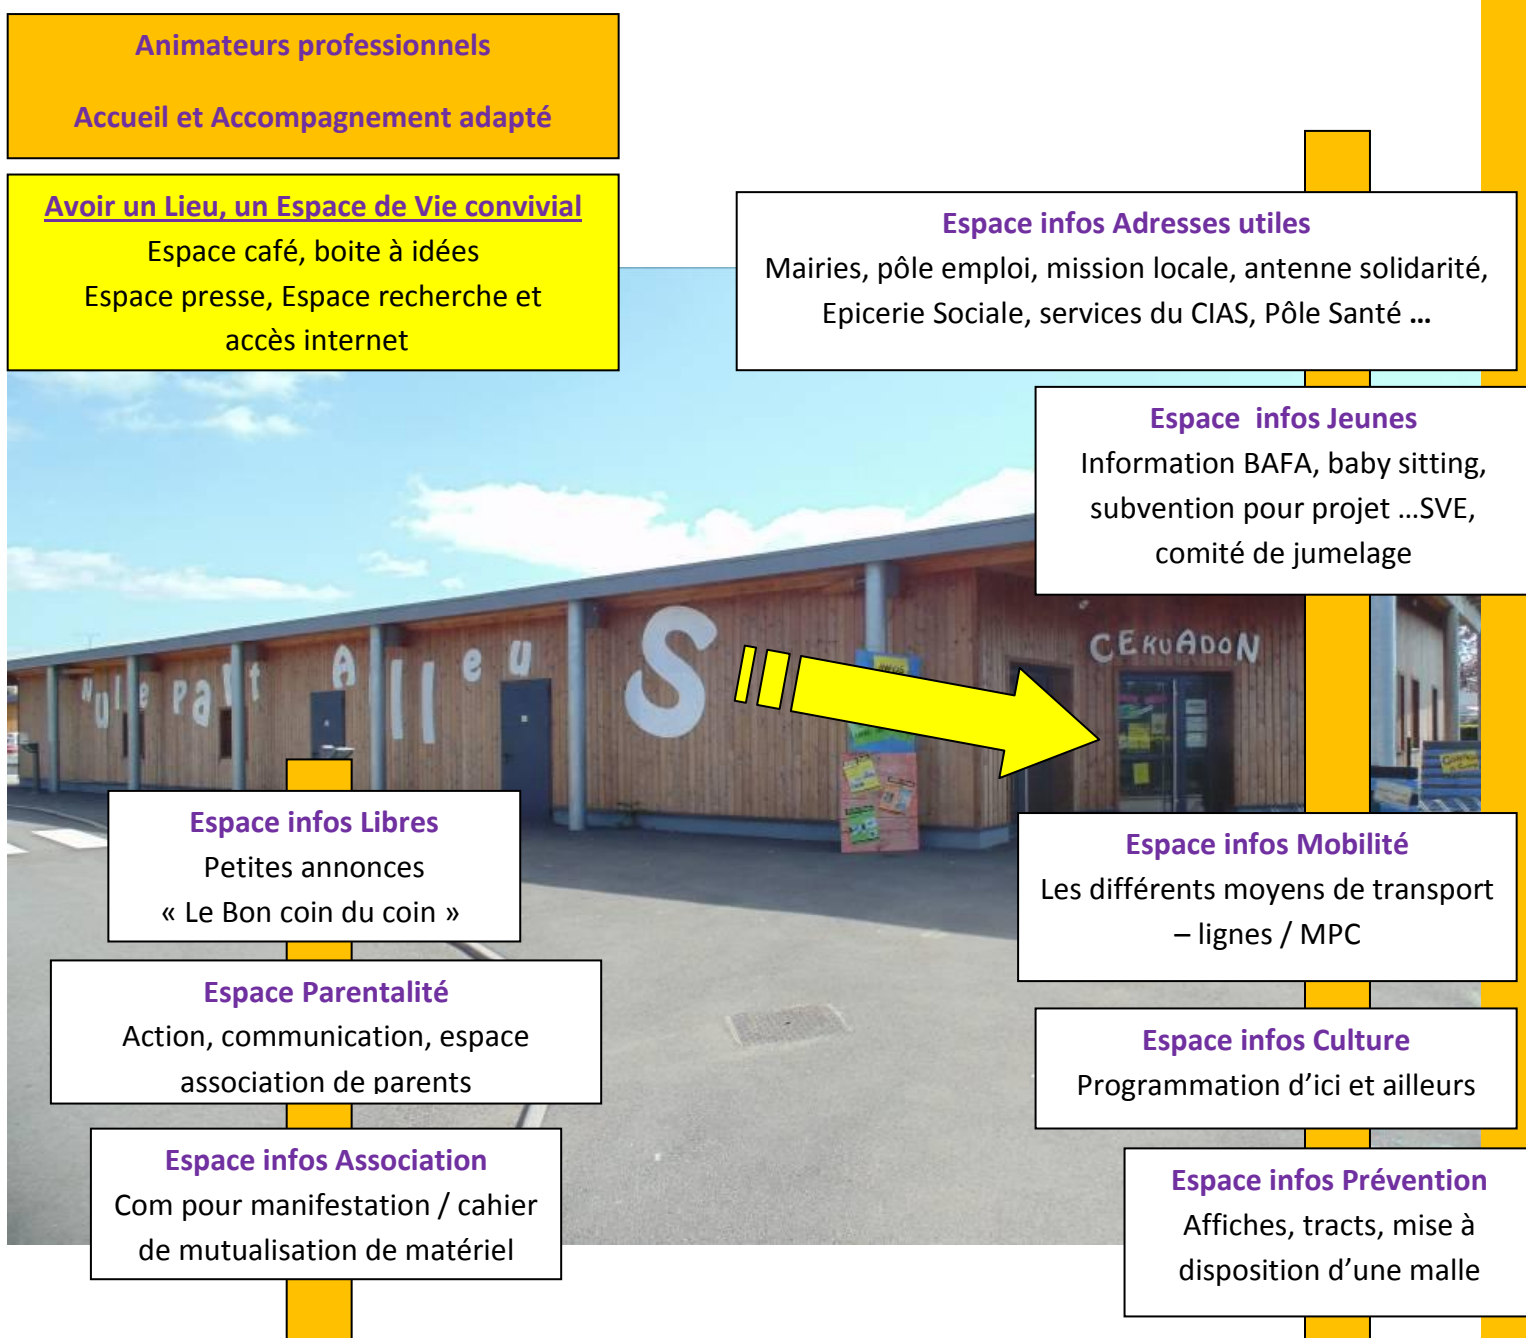 Animateurs professionnels
Accueil et Accompagnement adapté
Avoir un Lieu, un Espace de Vie convivial
Espace café, boite à idées
Espace presse, Espace recherche et
accès internet
Espace infos Adresses utiles
Mairies, pôle emploi, mission locale, antenne solidarité,
Epicerie Sociale, services du CIAS, Pôle Santé ...
Espace  infos Jeunes
Information BAFA, baby sitting,
subvention pour projet ...SVE,
comité de jumelage
Nulle Part AilleurS
CEKUADON
Espace infos Libres
Petites annonces
« Le Bon coin du coin »
Espace infos Mobilité
Les différents moyens de transport
– lignes / MPC
Espace Parentalité
Action, communication, espace
association de parents
Espace infos Culture
Programmation d’ici et ailleurs
Espace infos Association
Com pour manifestation / cahier
de mutualisation de matériel
Espace infos Prévention
Affiches, tracts, mise à
disposition d’une malle